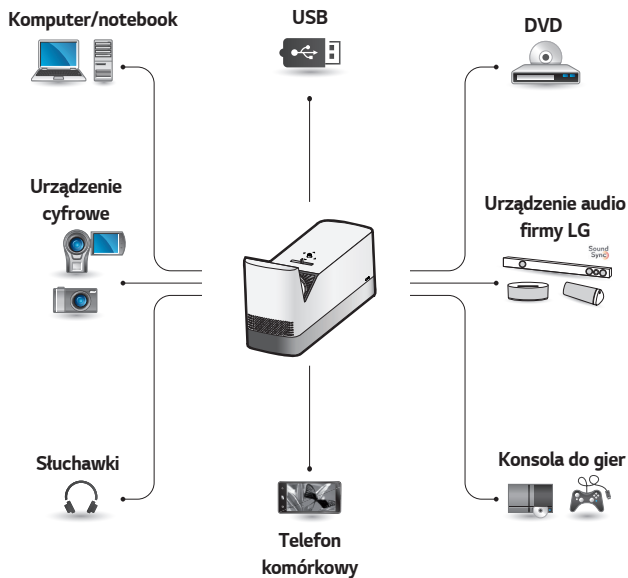 Komputer/notebook
USB
DVD
Urządzenie
cyfrowe
Urządzenie audio
firmy LG
Sound
Sync
Słuchawki
Konsola do gier
Telefon
komórkowy